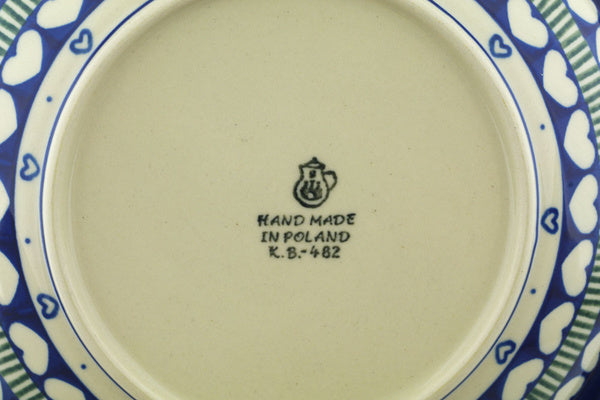 HAND MADE
IN POLAND
K.B.-482